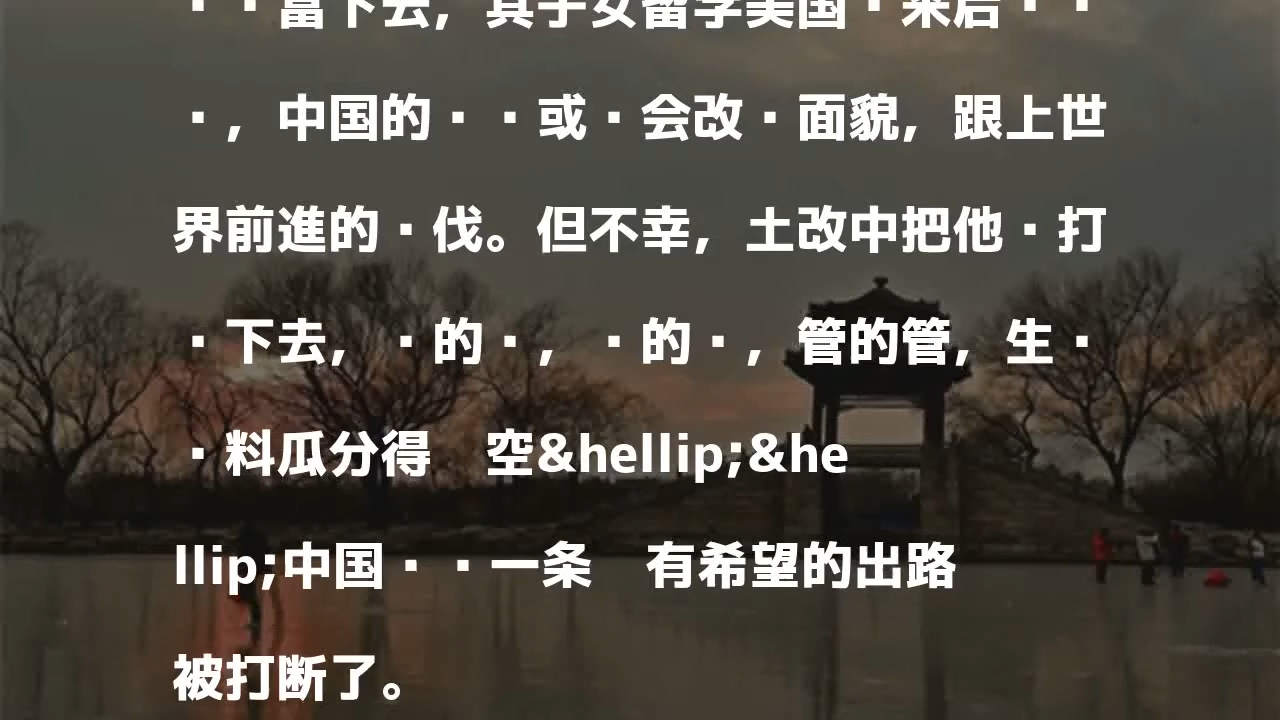 ··富下去，其子女留学美国·来后··
·，中国的··或·会改·面貌，跟上世
界前進的·伐。但不幸，土改中把他·打
·下去，·的·，·的·，管的管，生·
·料瓜分得　空&hellip;&he
llip;中国··一条　有希望的出路
被打断了。